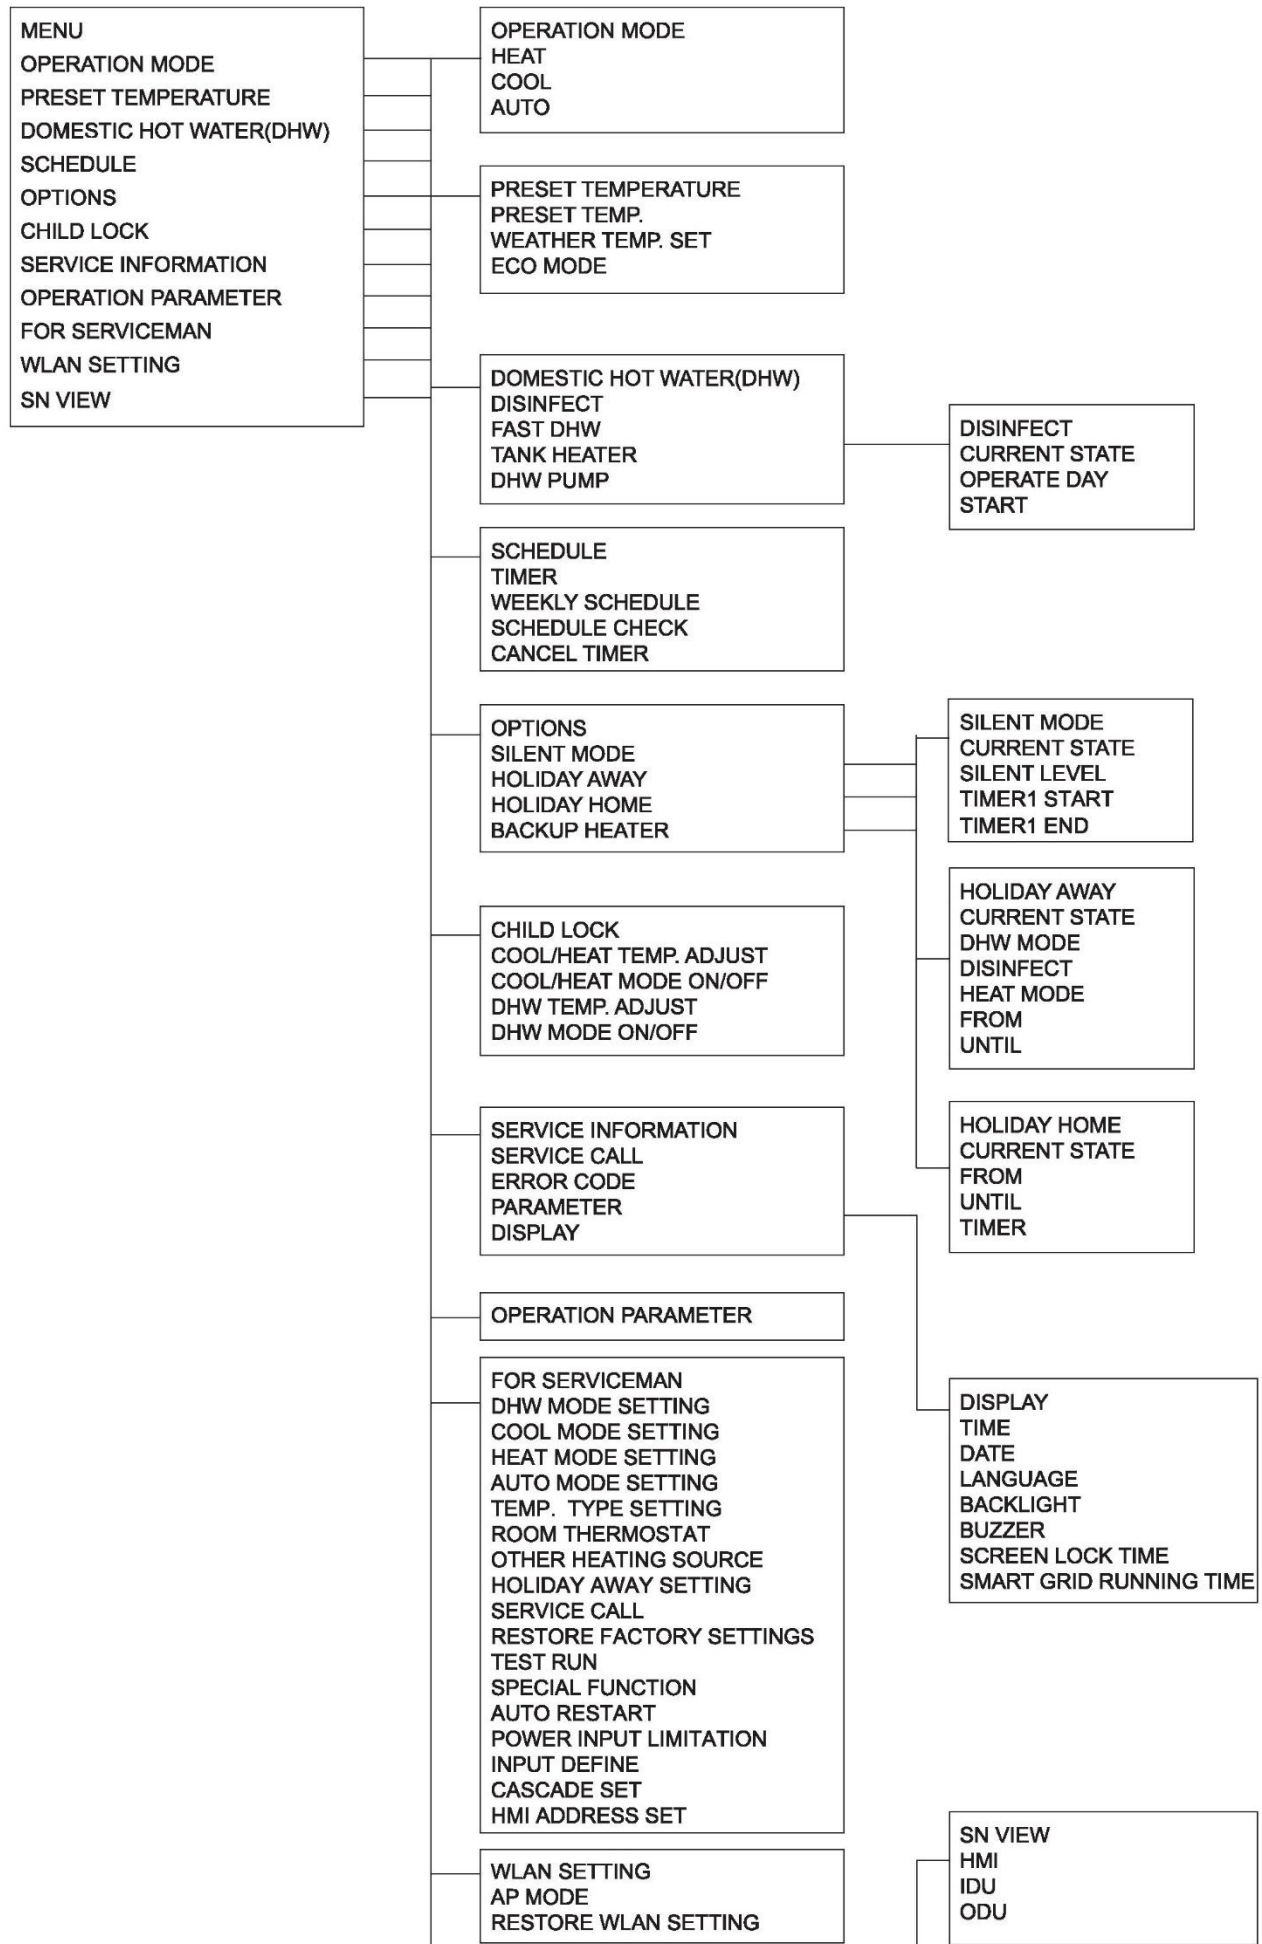 MENU
OPERATION MODE
PRESET TEMPERATURE
DOMESTIC HOT WATER(DHW)
SCHEDULE
OPTIONS
CHILD LOCK
SERVICE INFORMATION
OPERATION PARAMETER
FOR SERVICEMAN
WLAN SETTING
SN VIEW
OPERATION MODE
HEAT
COOL
AUTO
PRESET TEMPERATURE
PRESET TEMP.
WEATHER TEMP. SET
ECO MODE
DOMESTIC HOT WATER(DHW)
DISINFECT
FAST DHW
TANK HEATER
DHW PUMP
DISINFECT
CURRENT STATE
OPERATE DAY
START
SCHEDULE
TIMER
WEEKLY SCHEDULE
SCHEDULE CHECK
CANCEL TIMER
OPTIONS
SILENT MODE
HOLIDAY AWAY
HOLIDAY HOME
BACKUP HEATER
SILENT MODE
CURRENT STATE
SILENT LEVEL
TIMER1 START
TIMER1 END
HOLIDAY AWAY
CURRENT STATE
DHW MODE
DISINFECT
HEAT MODE
FROM
UNTIL
HOLIDAY HOME
CURRENT STATE
FROM
UNTIL
TIMER
CHILD LOCK
COOL/HEAT TEMP. ADJUST
COOL/HEAT MODE ON/OFF
DHW TEMP. ADJUST
DHW MODE ON/OFF
SERVICE INFORMATION
SERVICE CALL
ERROR CODE
PARAMETER
DISPLAY
DISPLAY
TIME
DATE
LANGUAGE
BACKLIGHT
BUZZER
SCREEN LOCK TIME
SMART GRID RUNNING TIME
OPERATION PARAMETER
FOR SERVICEMAN
DHW MODE SETTING
COOL MODE SETTING
HEAT MODE SETTING
AUTO MODE SETTING
TEMP. TYPE SETTING
ROOM THERMOSTAT
OTHER HEATING SOURCE
HOLIDAY AWAY SETTING
SERVICE CALL
RESTORE FACTORY SETTINGS
TEST RUN
SPECIAL FUNCTION
AUTO RESTART
POWER INPUT LIMITATION
INPUT DEFINE
CASCADE SET
HMI ADDRESS SET
WLAN SETTING
AP MODE
RESTORE WLAN SETTING
SN VIEW
HMI
IDU
ODU